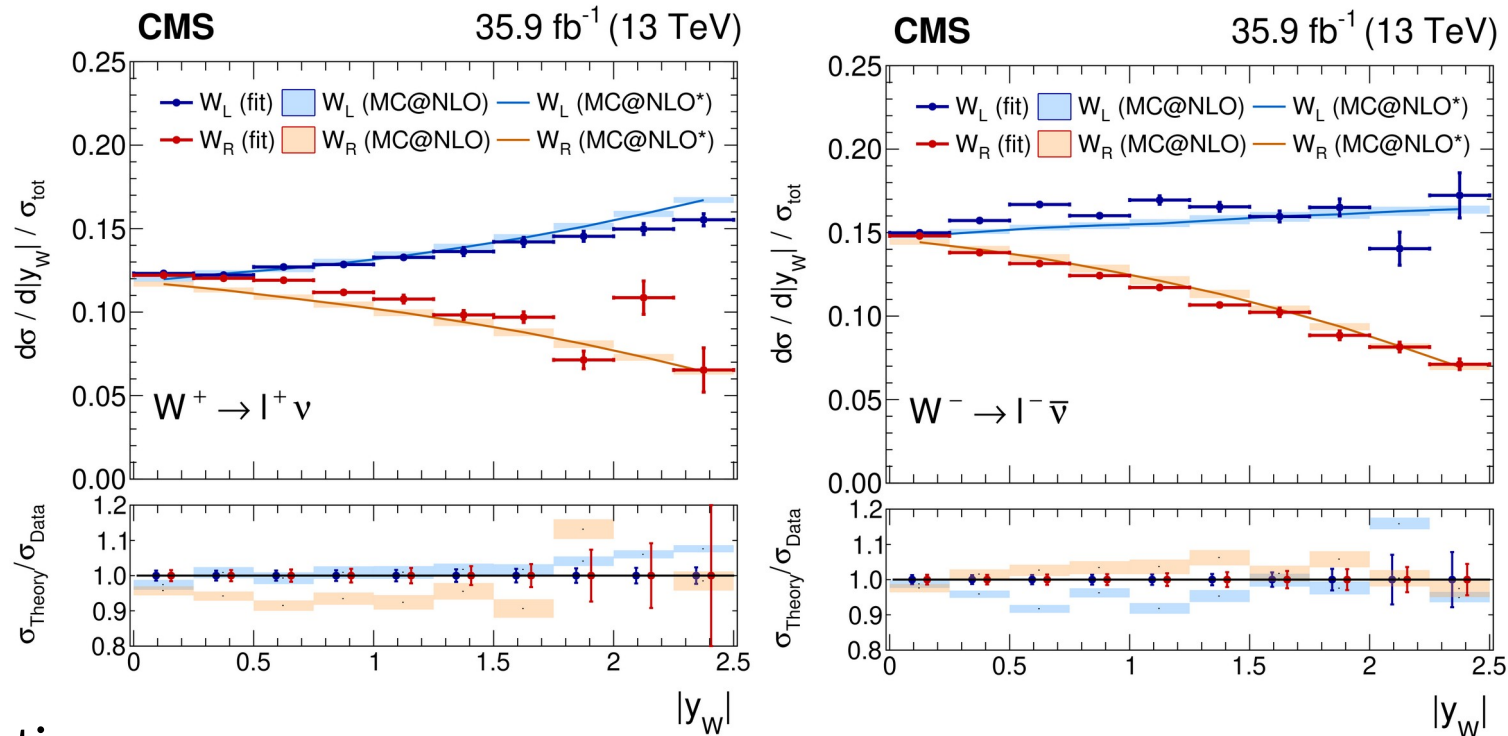 CMS 35.9 fb⁻¹ (13 TeV)
0.25
W_L (fit) W_L (MC@NLO) W_L (MC@NLO*)
W_R (fit) W_R (MC@NLO) W_R (MC@NLO*)
0.20
0.15
0.10
0.05
0.00
dσ / d|y_W| / σ_tot
W⁺ → l⁺ ν
1.2
1.1
1.0
0.9
0.8
σ_Theory/σ_Data
0 0.5 1 1.5 2 2.5
|y_W|
CMS 35.9 fb⁻¹ (13 TeV)
0.25
W_L (fit) W_L (MC@NLO) W_L (MC@NLO*)
W_R (fit) W_R (MC@NLO) W_R (MC@NLO*)
0.20
0.15
0.10
0.05
0.00
dσ / d|y_W| / σ_tot
W⁻ → l⁻ ν̅
1.2
1.1
1.0
0.9
0.8
σ_Theory/σ_Data
0 0.5 1 1.5 2 2.5
|y_W|